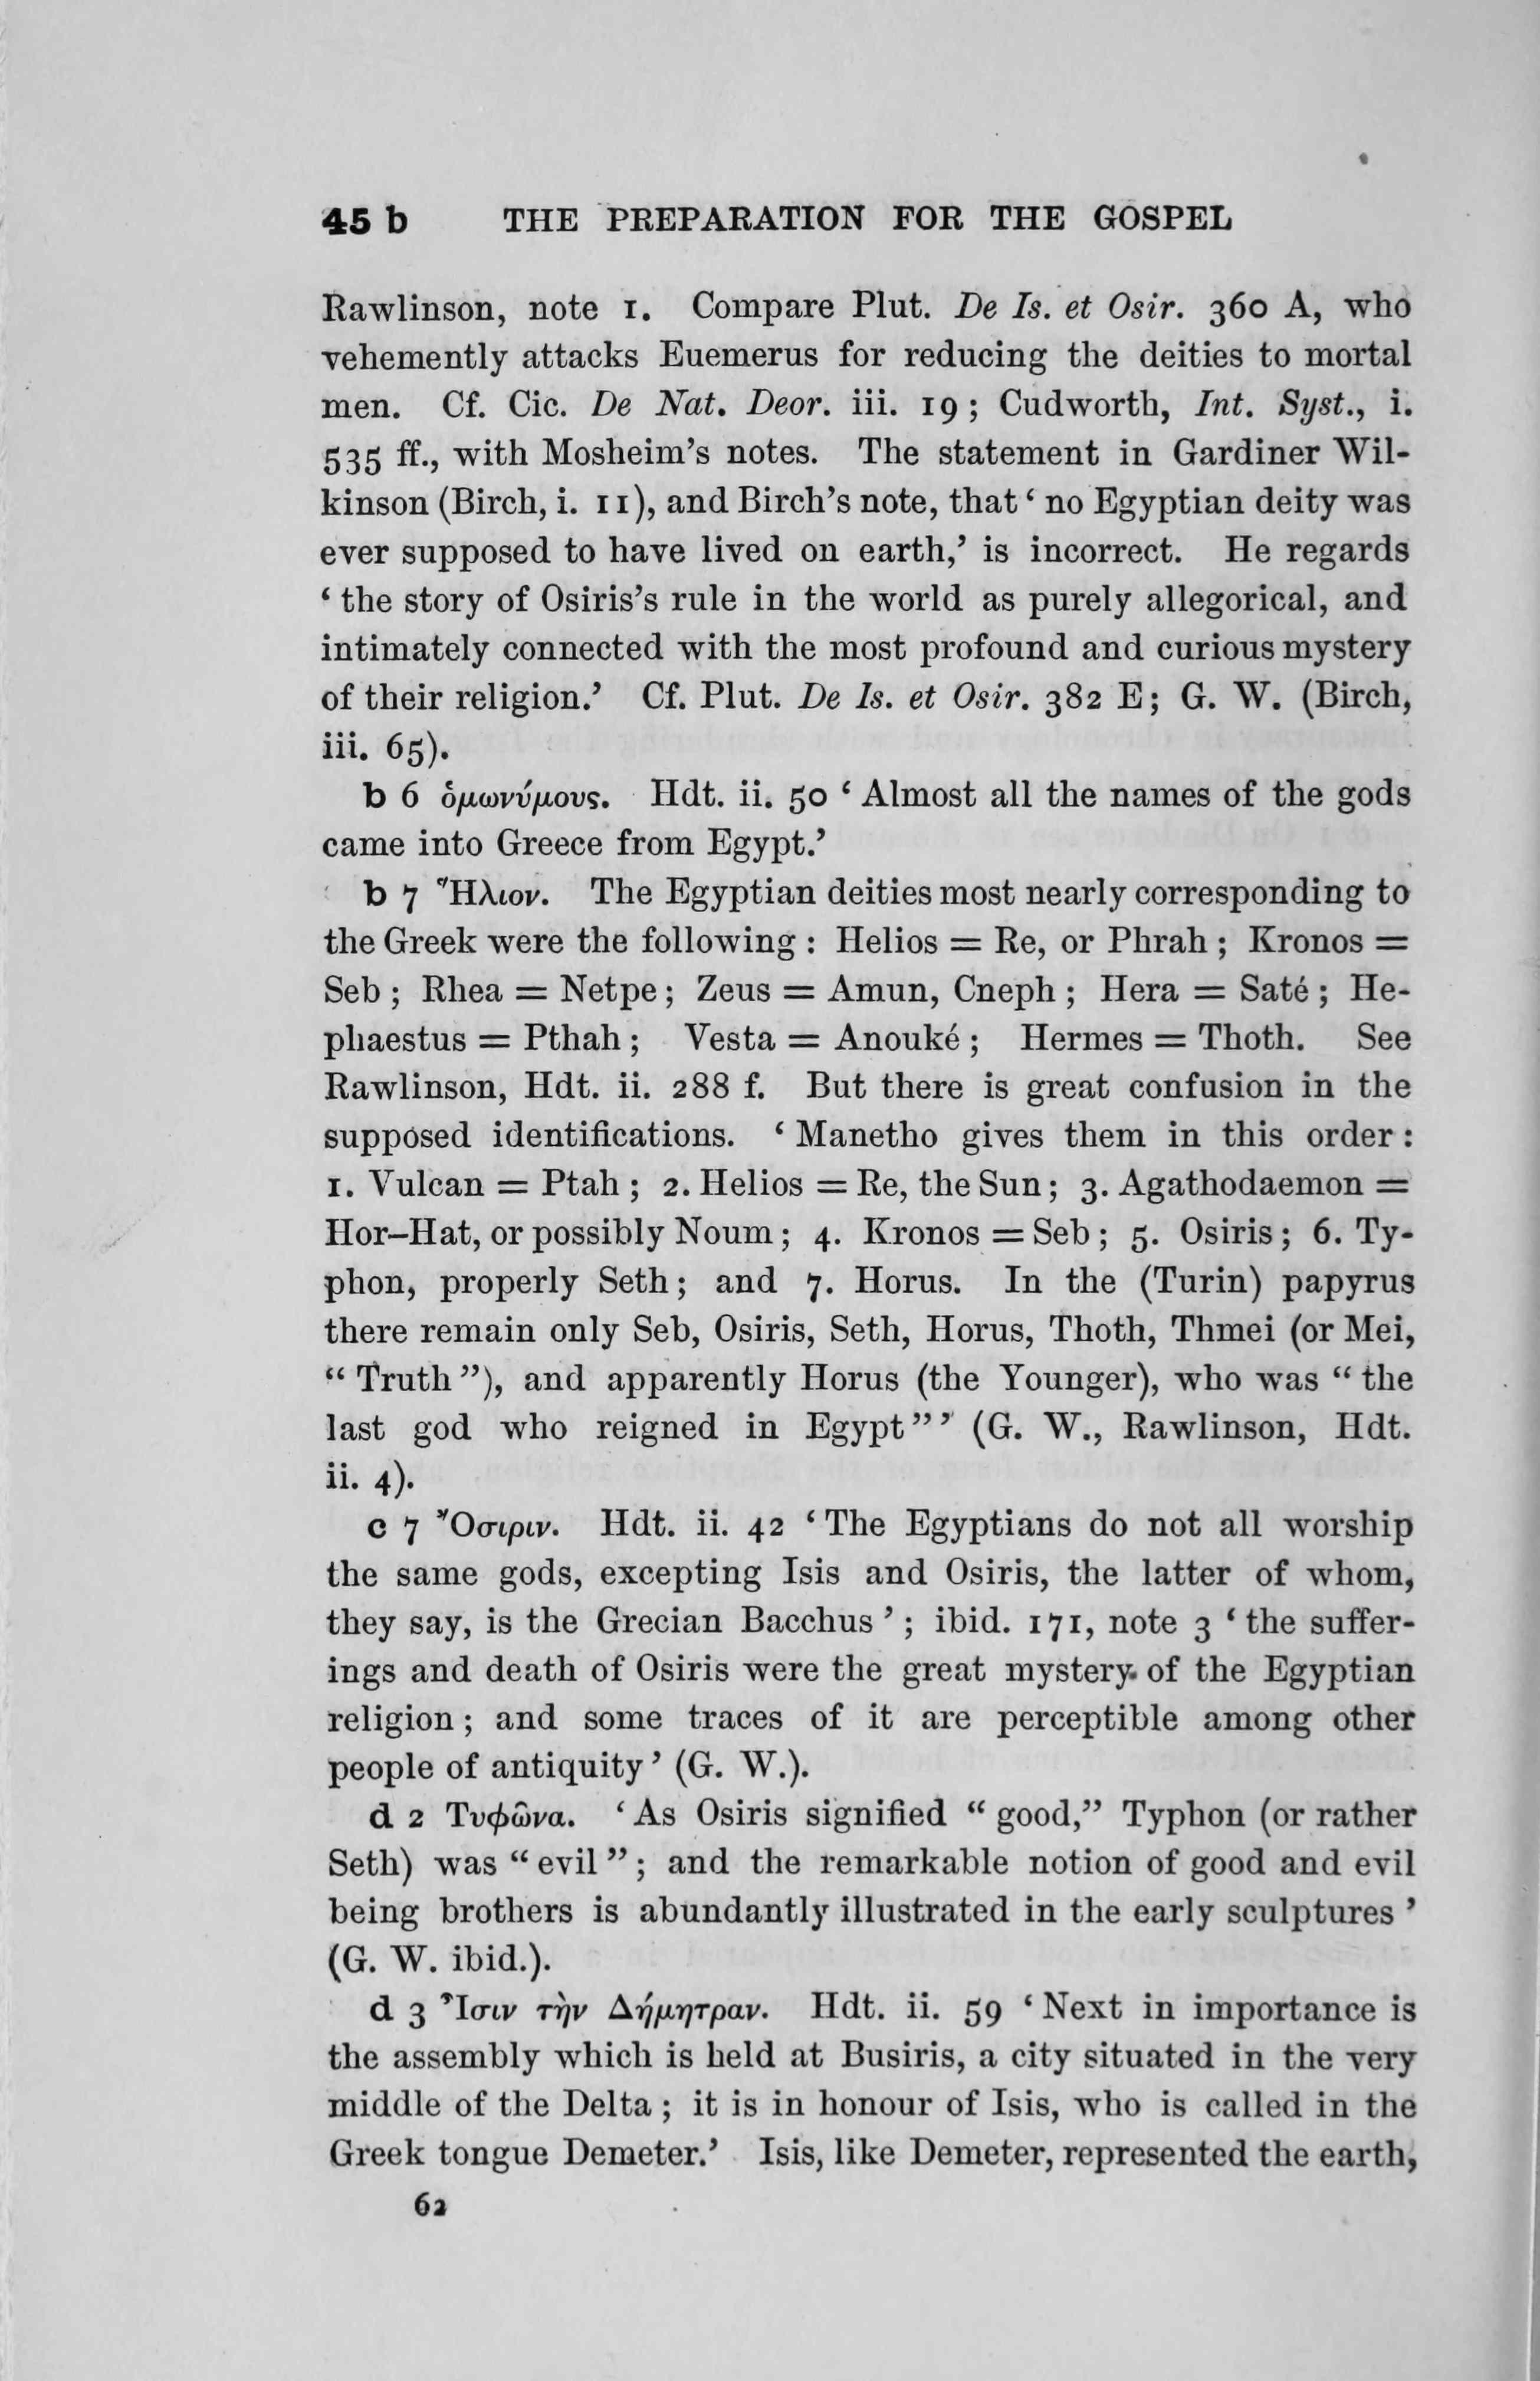 45 b THE PREPARATION FOR THE GOSPEL
Rawlinson, note 1. Compare Plut. De Is. et Osir. 360 A, who
vehemently attacks Euemerus for reducing the deities to mortal
men. Cf. Cic. De Nat. Deor. iii. 19; Cudworth, Int. Syst., i.
535 ff., with Mosheim's notes. The statement in Gardiner Wil-
kinson (Birch, i. 11), and Birch's note, that ‘no Egyptian deity was
ever supposed to have lived on earth,’ is incorrect. He regards
‘the story of Osiris's rule in the world as purely allegorical, and
intimately connected with the most profound and curious mystery
of their religion.’ Cf. Plut. De Is. et Osir. 382 E; G. W. (Birch,
iii. 65).
b 6 ὁμωνύμους. Hdt. ii. 50 ‘Almost all the names of the gods
came into Greece from Egypt.’
b 7 Ἥλιον. The Egyptian deities most nearly corresponding to
the Greek were the following: Helios = Re, or Phrah; Kronos =
Seb; Rhea = Netpe; Zeus = Amun, Cneph; Hera = Saté; He-
phaestus = Pthah; Vesta = Anouké; Hermes = Thoth. See
Rawlinson, Hdt. ii. 288 f. But there is great confusion in the
supposed identifications. ‘Manetho gives them in this order:
1. Vulcan = Ptah; 2. Helios = Re, the Sun; 3. Agathodaemon =
Hor–Hat, or possibly Noum; 4. Kronos = Seb; 5. Osiris; 6. Ty-
phon, properly Seth; and 7. Horus. In the (Turin) papyrus
there remain only Seb, Osiris, Seth, Horus, Thoth, Thmei (or Mei,
“Truth”), and apparently Horus (the Younger), who was “the
last god who reigned in Egypt”’ (G. W., Rawlinson, Hdt.
ii. 4).
c 7 Ὄσιριν. Hdt. ii. 42 ‘The Egyptians do not all worship
the same gods, excepting Isis and Osiris, the latter of whom,
they say, is the Grecian Bacchus’; ibid. 171, note 3 ‘the suffer-
ings and death of Osiris were the great mystery of the Egyptian
religion; and some traces of it are perceptible among other
people of antiquity’ (G. W.).
d 2 Τυφῶνα. ‘As Osiris signified “good,” Typhon (or rather
Seth) was “evil”; and the remarkable notion of good and evil
being brothers is abundantly illustrated in the early sculptures’
(G. W. ibid.).
d 3 Ἶσιν τὴν Δήμητραν. Hdt. ii. 59 ‘Next in importance is
the assembly which is held at Busiris, a city situated in the very
middle of the Delta; it is in honour of Isis, who is called in the
Greek tongue Demeter.’ Isis, like Demeter, represented the earth,
62